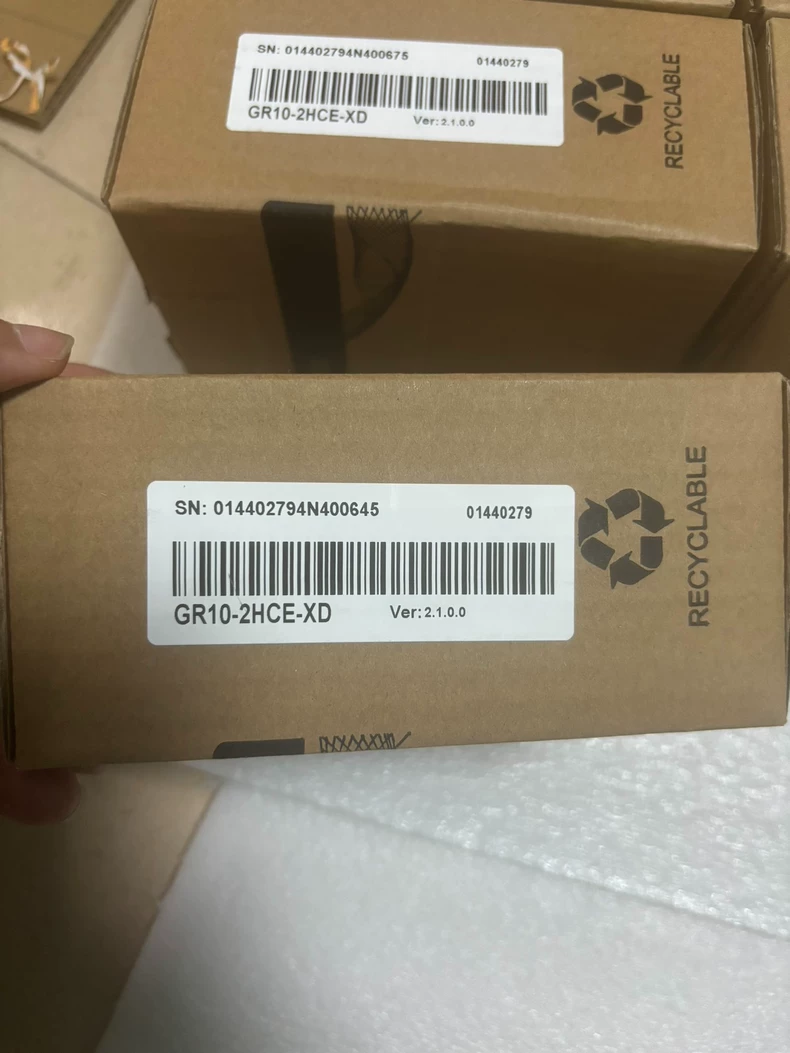 SN: 014402794N400675 01440279
GR10-2HCE-XD Ver: 2.1.0.0
RECYCLABLE
SN: 014402794N400645 01440279
GR10-2HCE-XD Ver: 2.1.0.0
RECYCLABLE